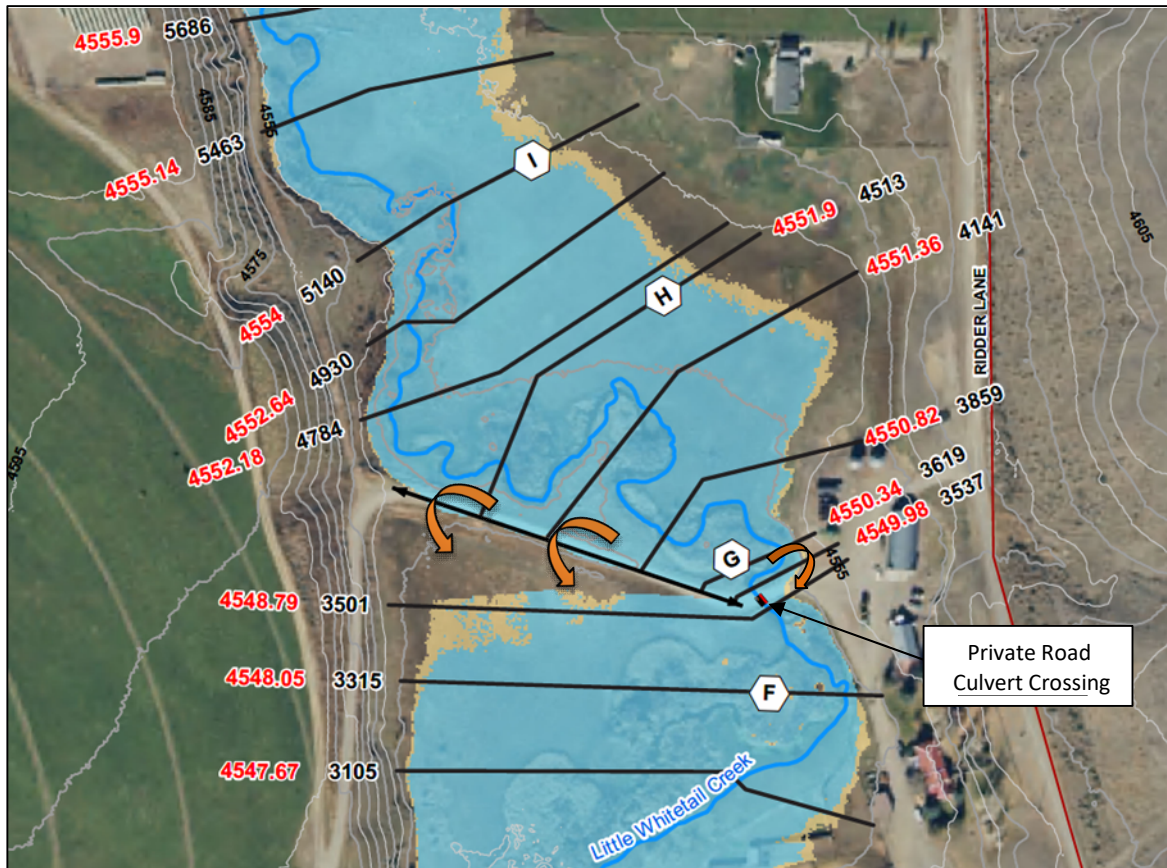 4555.9 5686
4585
4555
4555.14 5463
I
4551.9 4513
4605
4575
4551.36 4141
4554 5140
H
RIDDER LANE
4552.64 4930
4550.82 3859
4552.18 4784
4595
4550.34 3619
4549.98 3537
G
4565
4548.79 3501
Private Road
Culvert Crossing
4548.05 3315
F
4547.67 3105
Little Whitetail Creek